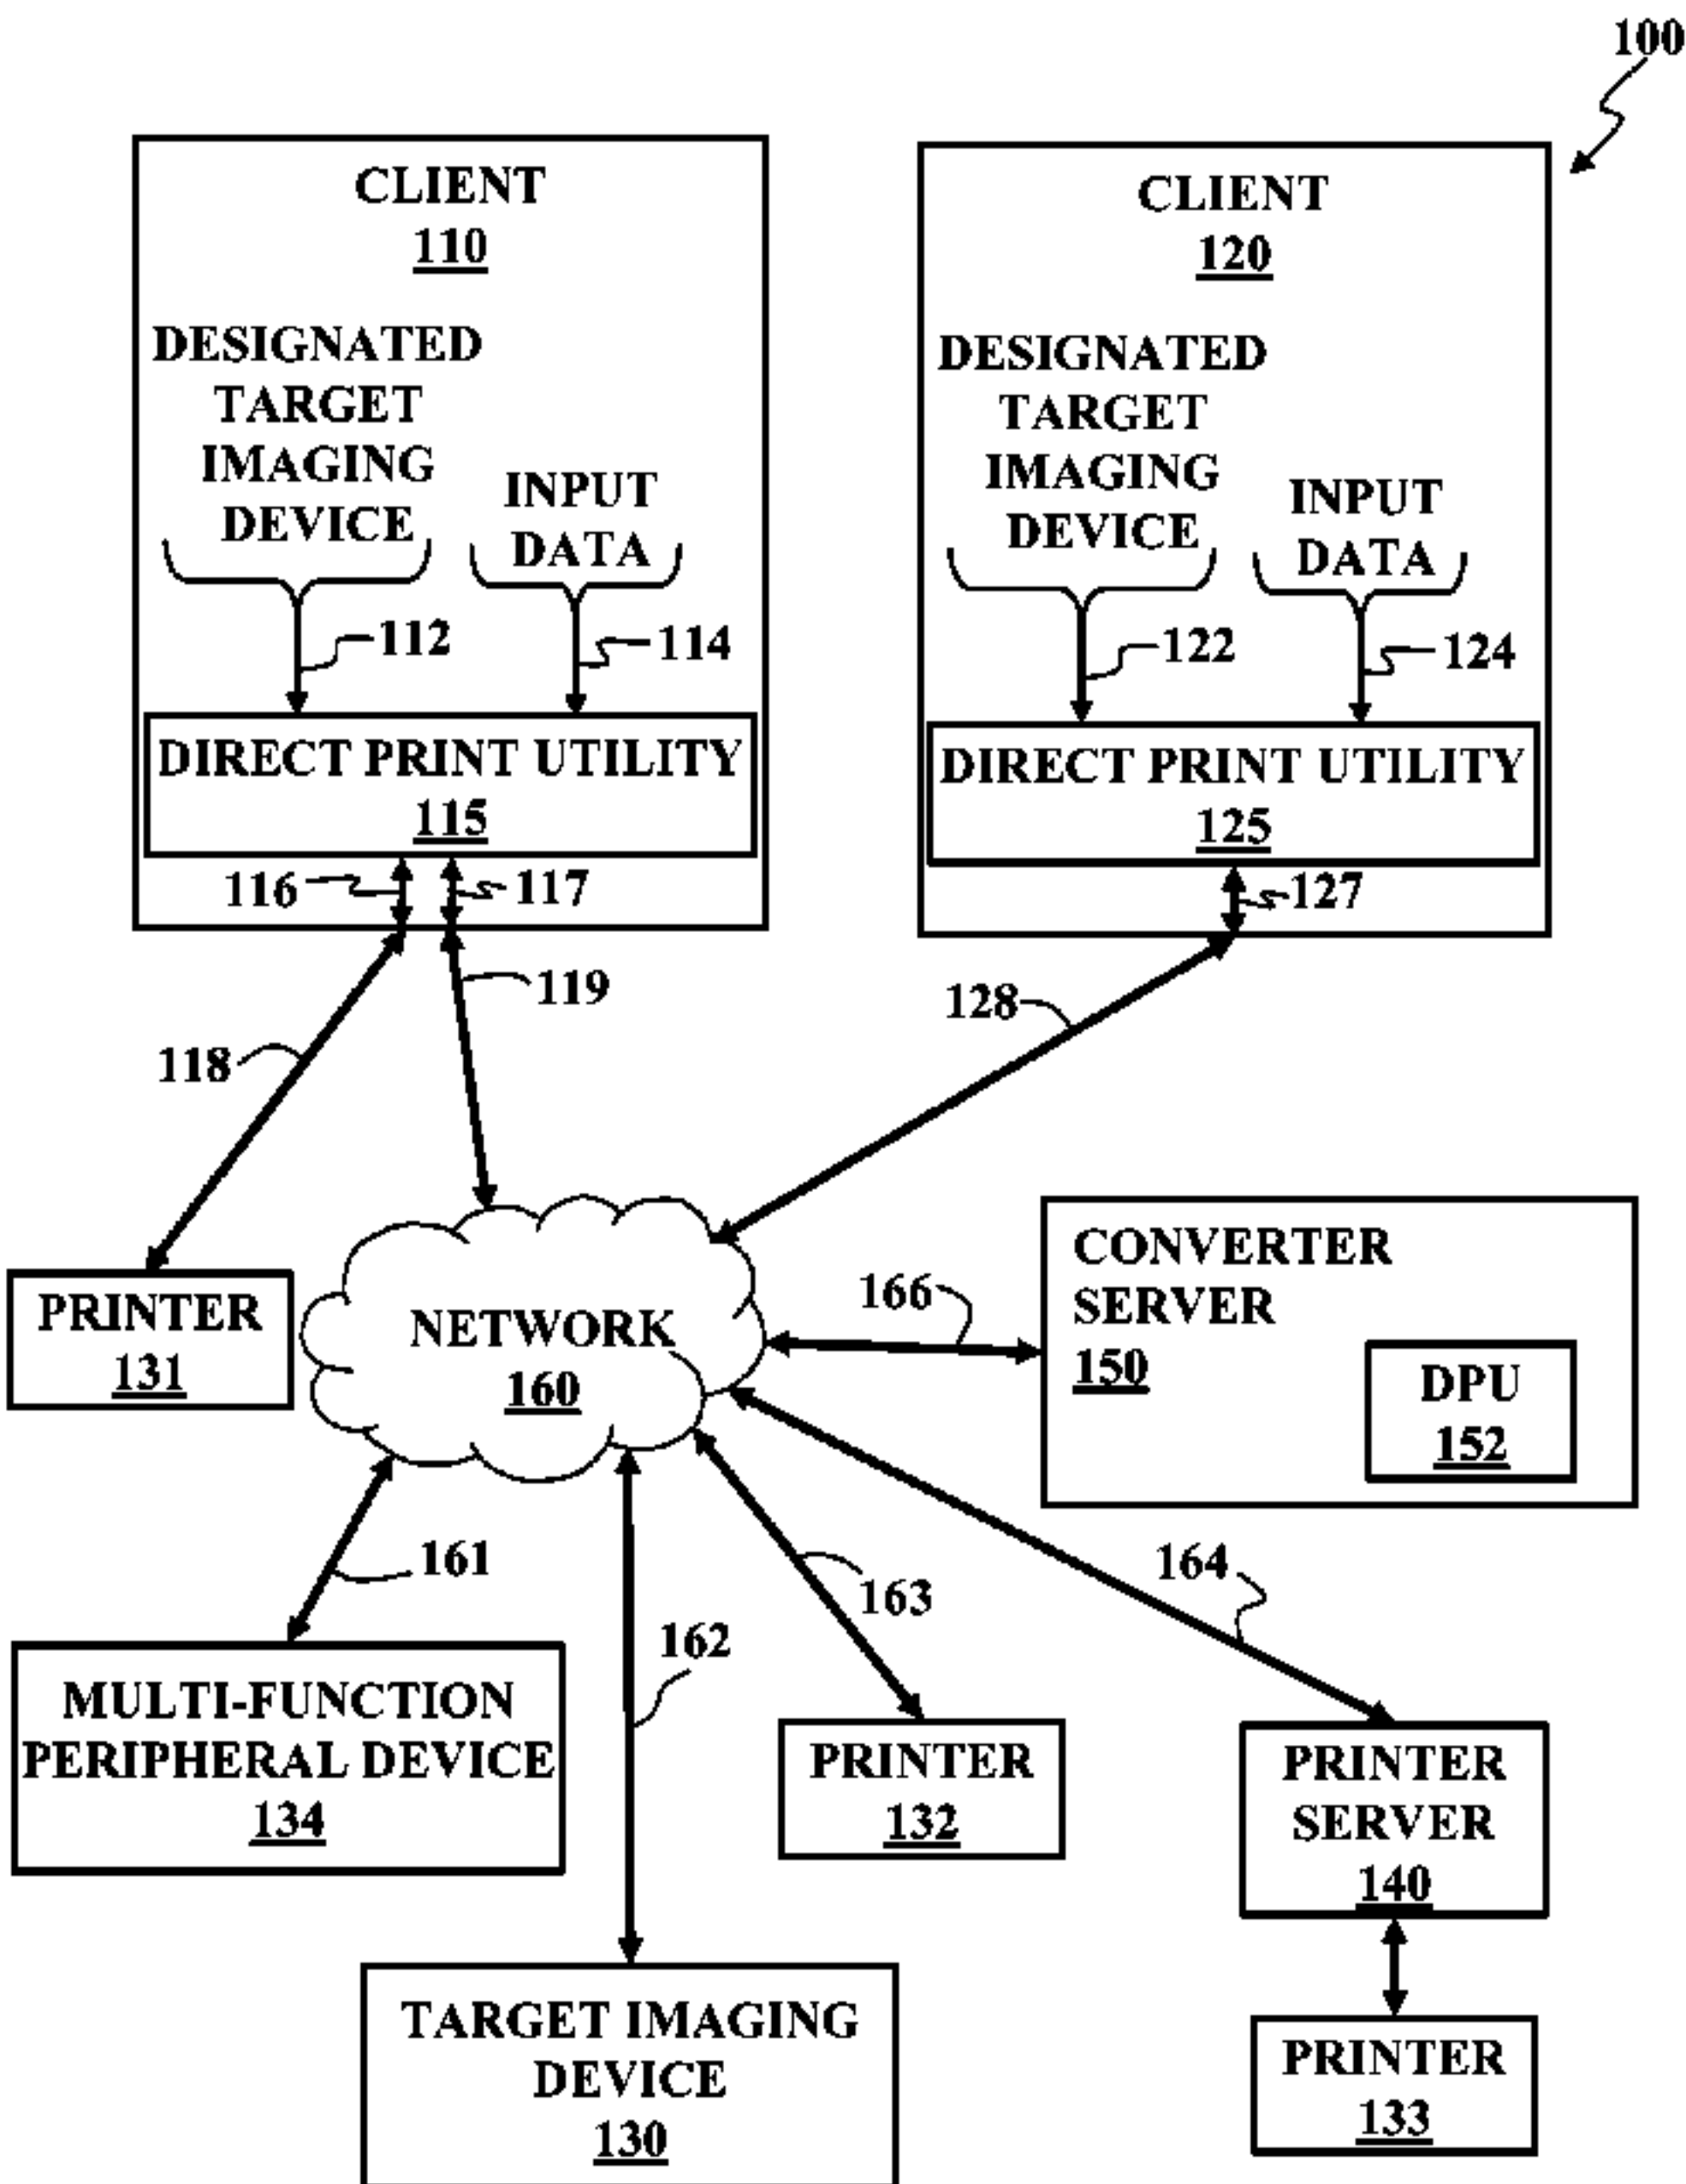 100
CLIENT
110
DESIGNATED
TARGET
IMAGING
DEVICE
INPUT
DATA
112
114
DIRECT PRINT UTILITY
115
116
117
CLIENT
120
DESIGNATED
TARGET
IMAGING
DEVICE
INPUT
DATA
122
124
DIRECT PRINT UTILITY
125
127
118
119
128
PRINTER
131
NETWORK
160
166
CONVERTER
SERVER
150
DPU
152
161
162
163
164
MULTI-FUNCTION
PERIPHERAL DEVICE
134
PRINTER
132
PRINTER
SERVER
140
TARGET IMAGING
DEVICE
130
PRINTER
133